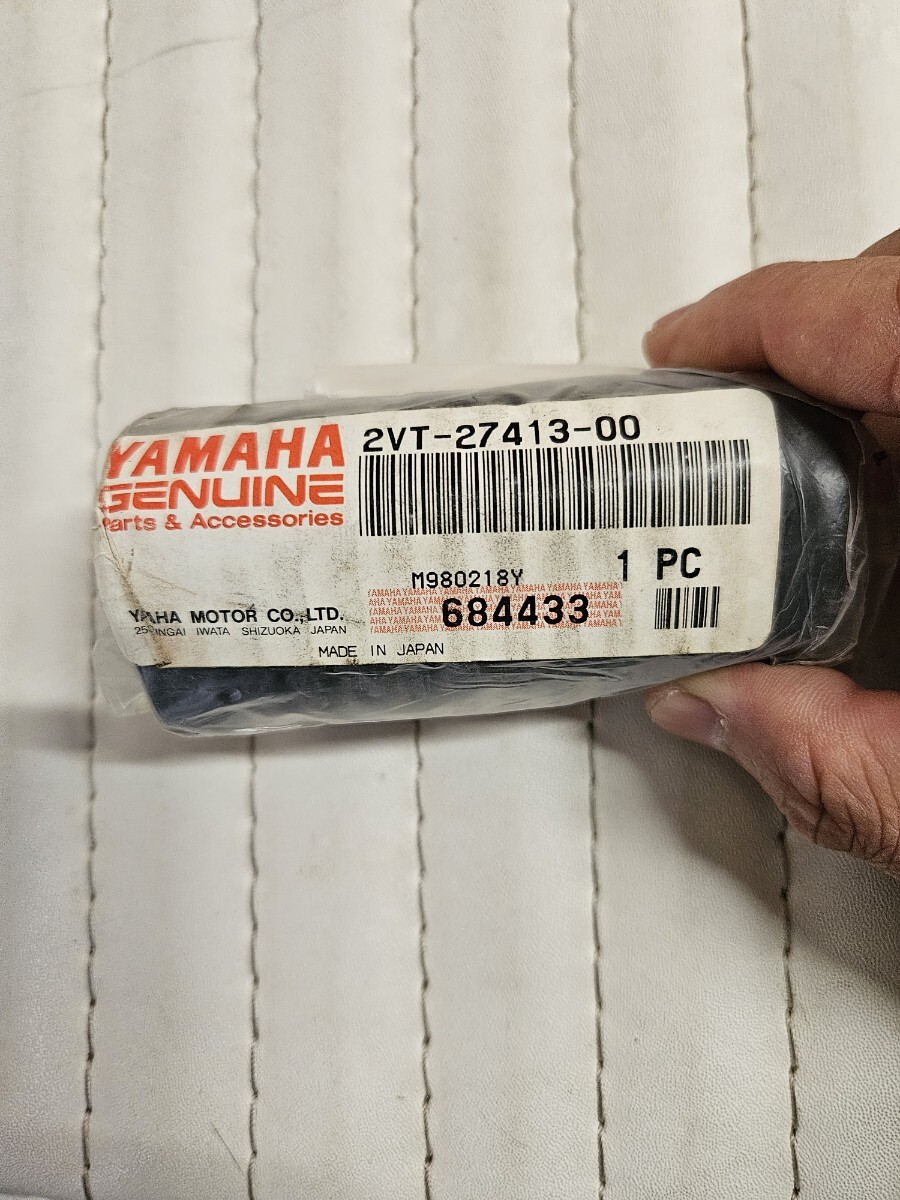 YAMAHA
GENUINE
Parts & Accessories
2VT-27413-00
1 PC
M980218Y
684433
MOTOR CO.,LTD.
IWATA SHIZUOKA JAPAN
MADE IN JAPAN